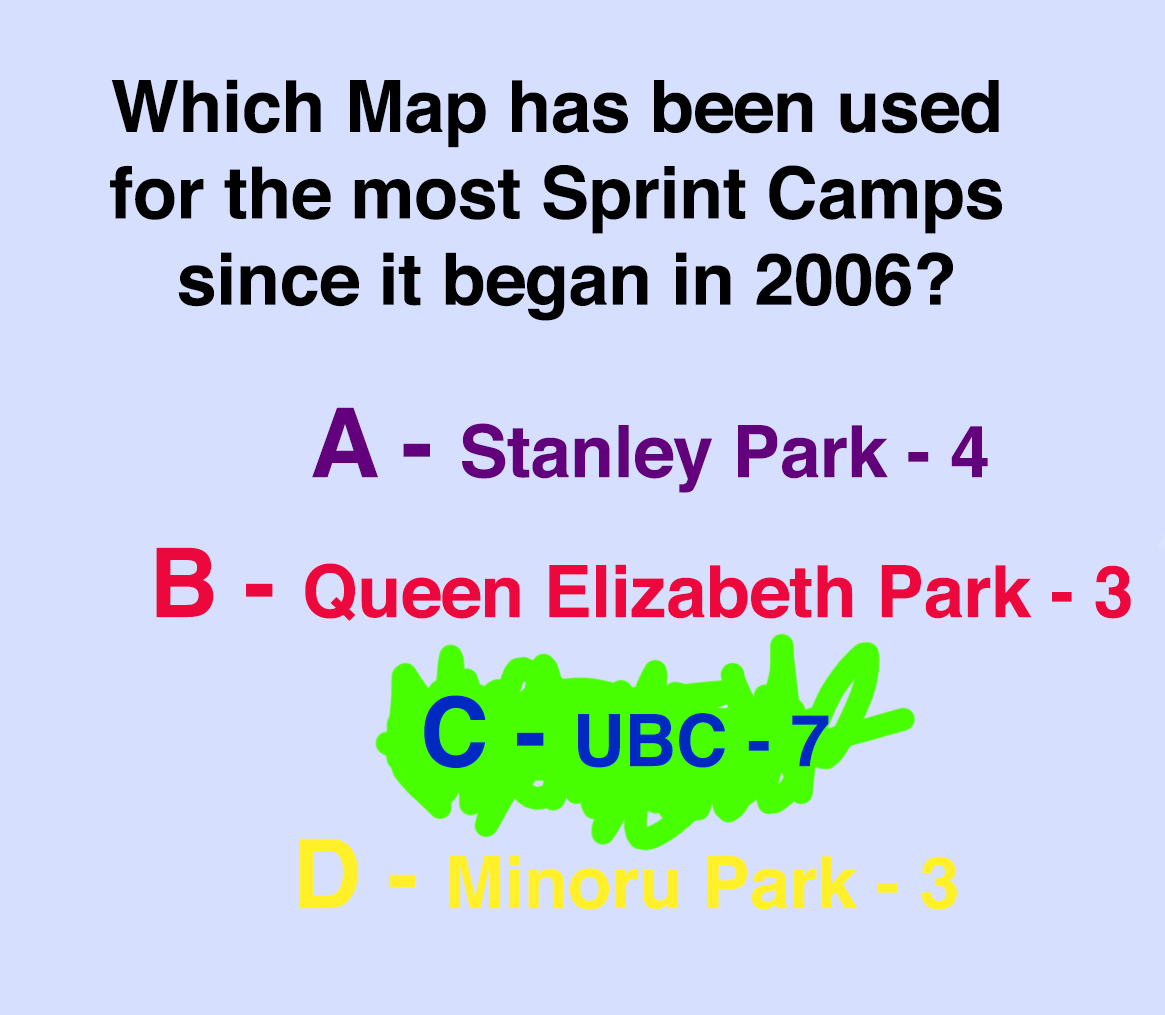 Which Map has been used
for the most Sprint Camps
since it began in 2006?
A - Stanley Park - 4
B - Queen Elizabeth Park - 3
C - UBC - 7
D - Minoru Park - 3